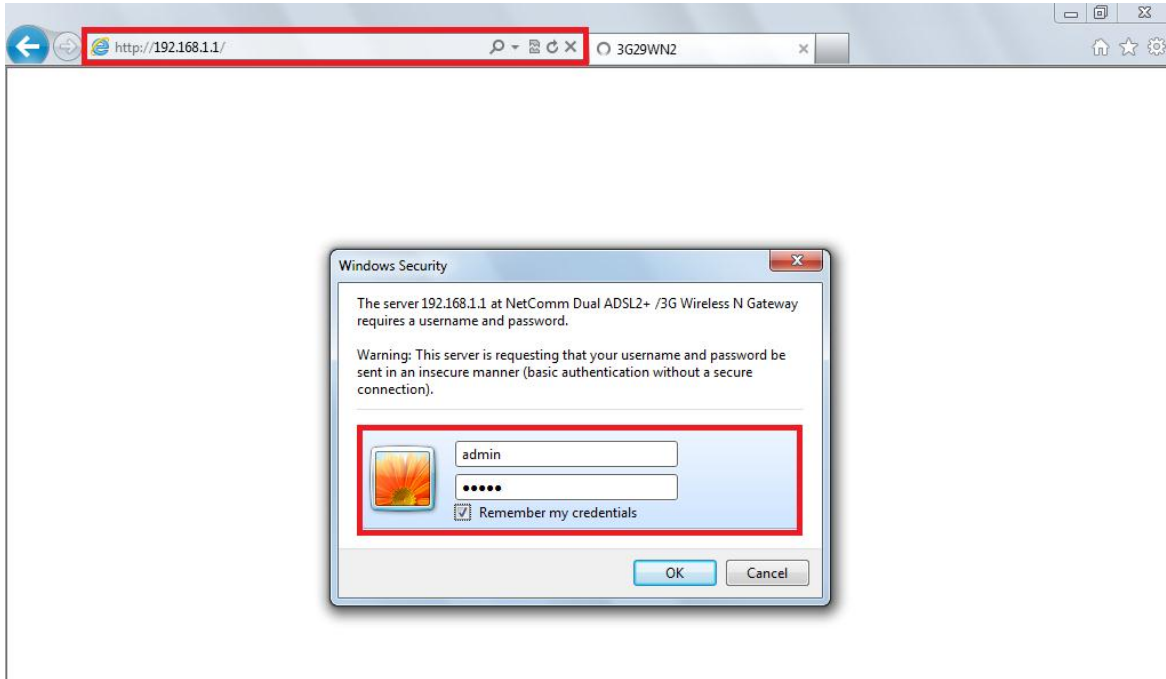 http://192.168.1.1/
3G29WN2
Windows Security
The server 192.168.1.1 at NetComm Dual ADSL2+ /3G Wireless N Gateway
requires a username and password.
Warning: This server is requesting that your username and password be
sent in an insecure manner (basic authentication without a secure
connection).
admin
•••••
Remember my credentials
OK
Cancel